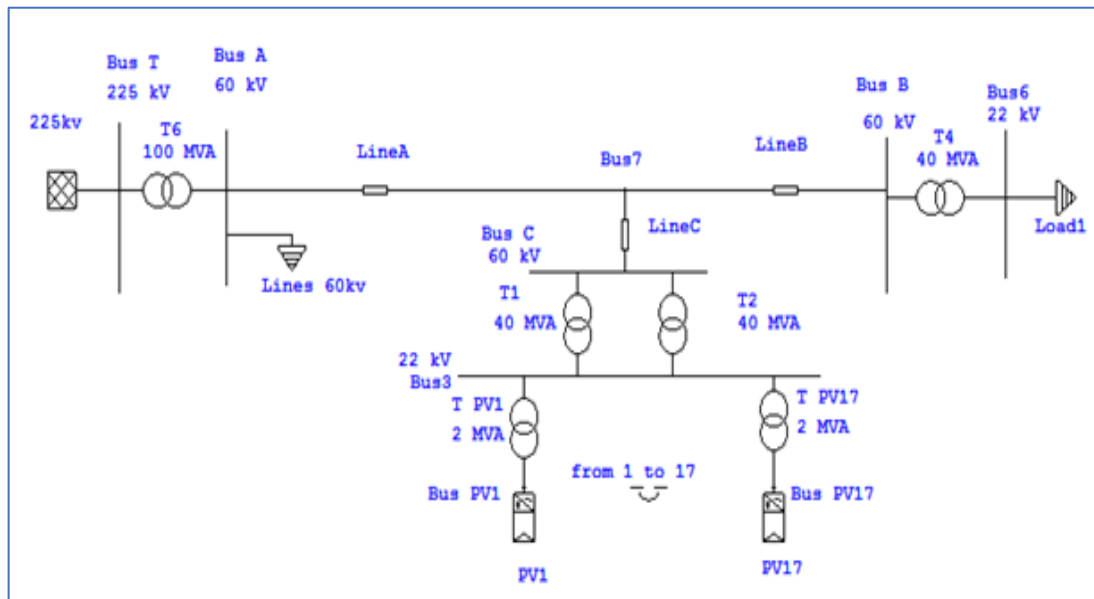 Bus T
225 kV
Bus A
60 kV
225kv
T6
100 MVA
LineA
Bus7
LineB
Bus B
60 kV
T4
40 MVA
Bus6
22 kV
Load1
Lines 60kv
LineC
Bus C
60 kV
T1
40 MVA
T2
40 MVA
22 kV
Bus3
T PV1
2 MVA
T PV17
2 MVA
from 1 to 17
Bus PV1
Bus PV17
PV1
PV17